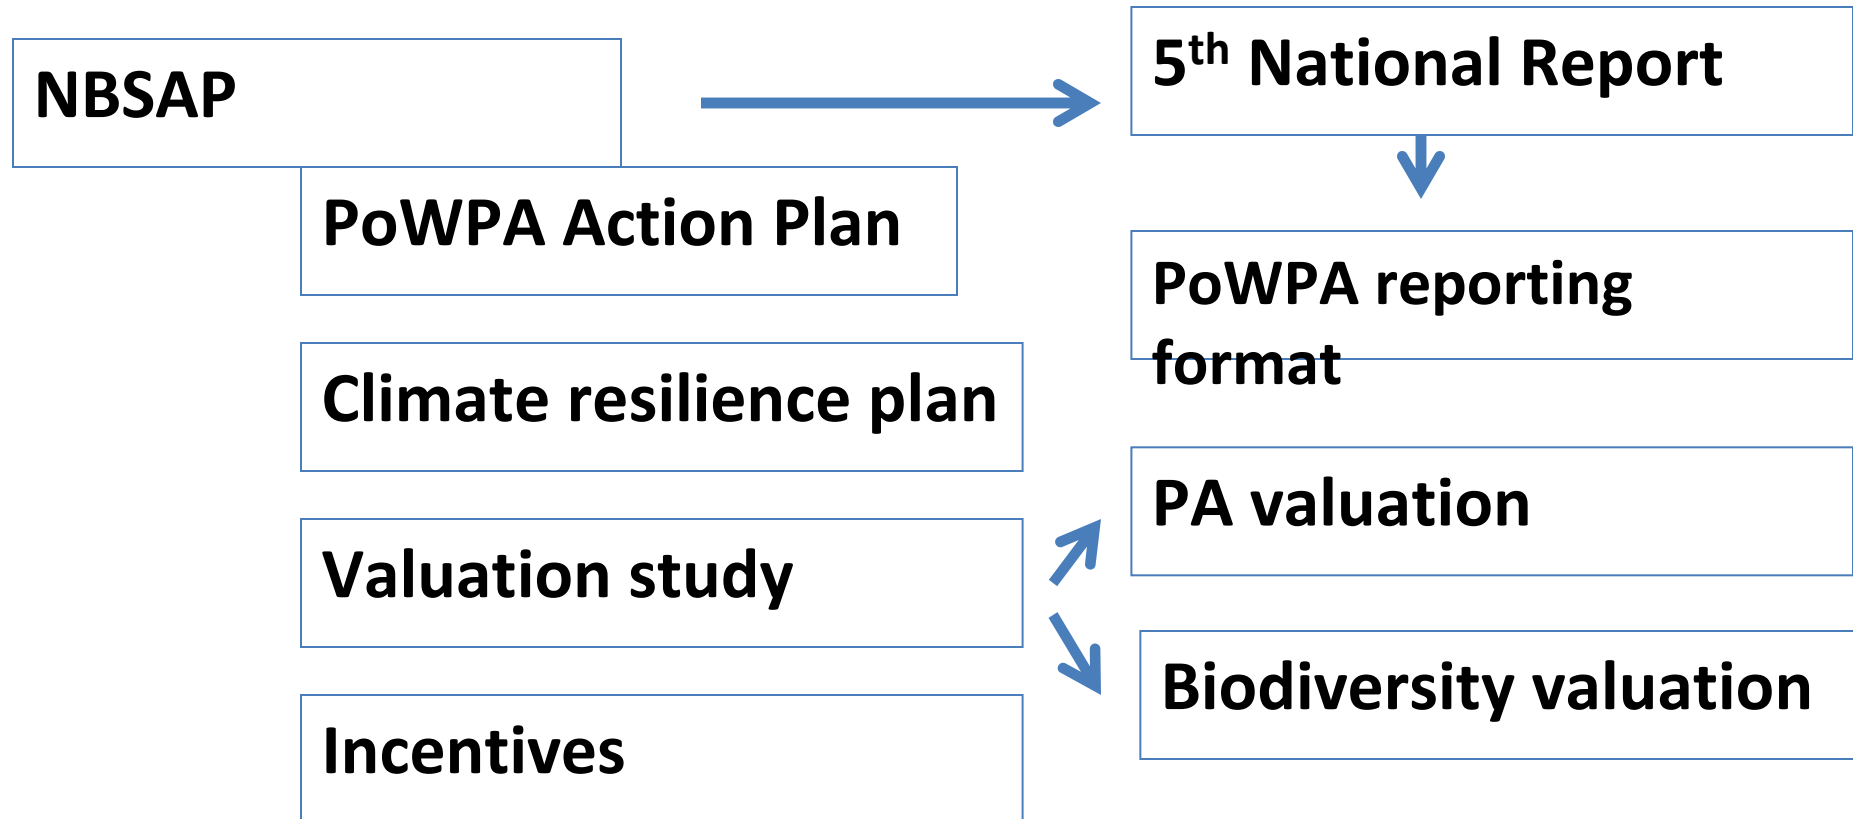 NBSAP
5th National Report
PoWPA Action Plan
PoWPA reporting
format
Climate resilience plan
PA valuation
Valuation study
Biodiversity valuation
Incentives